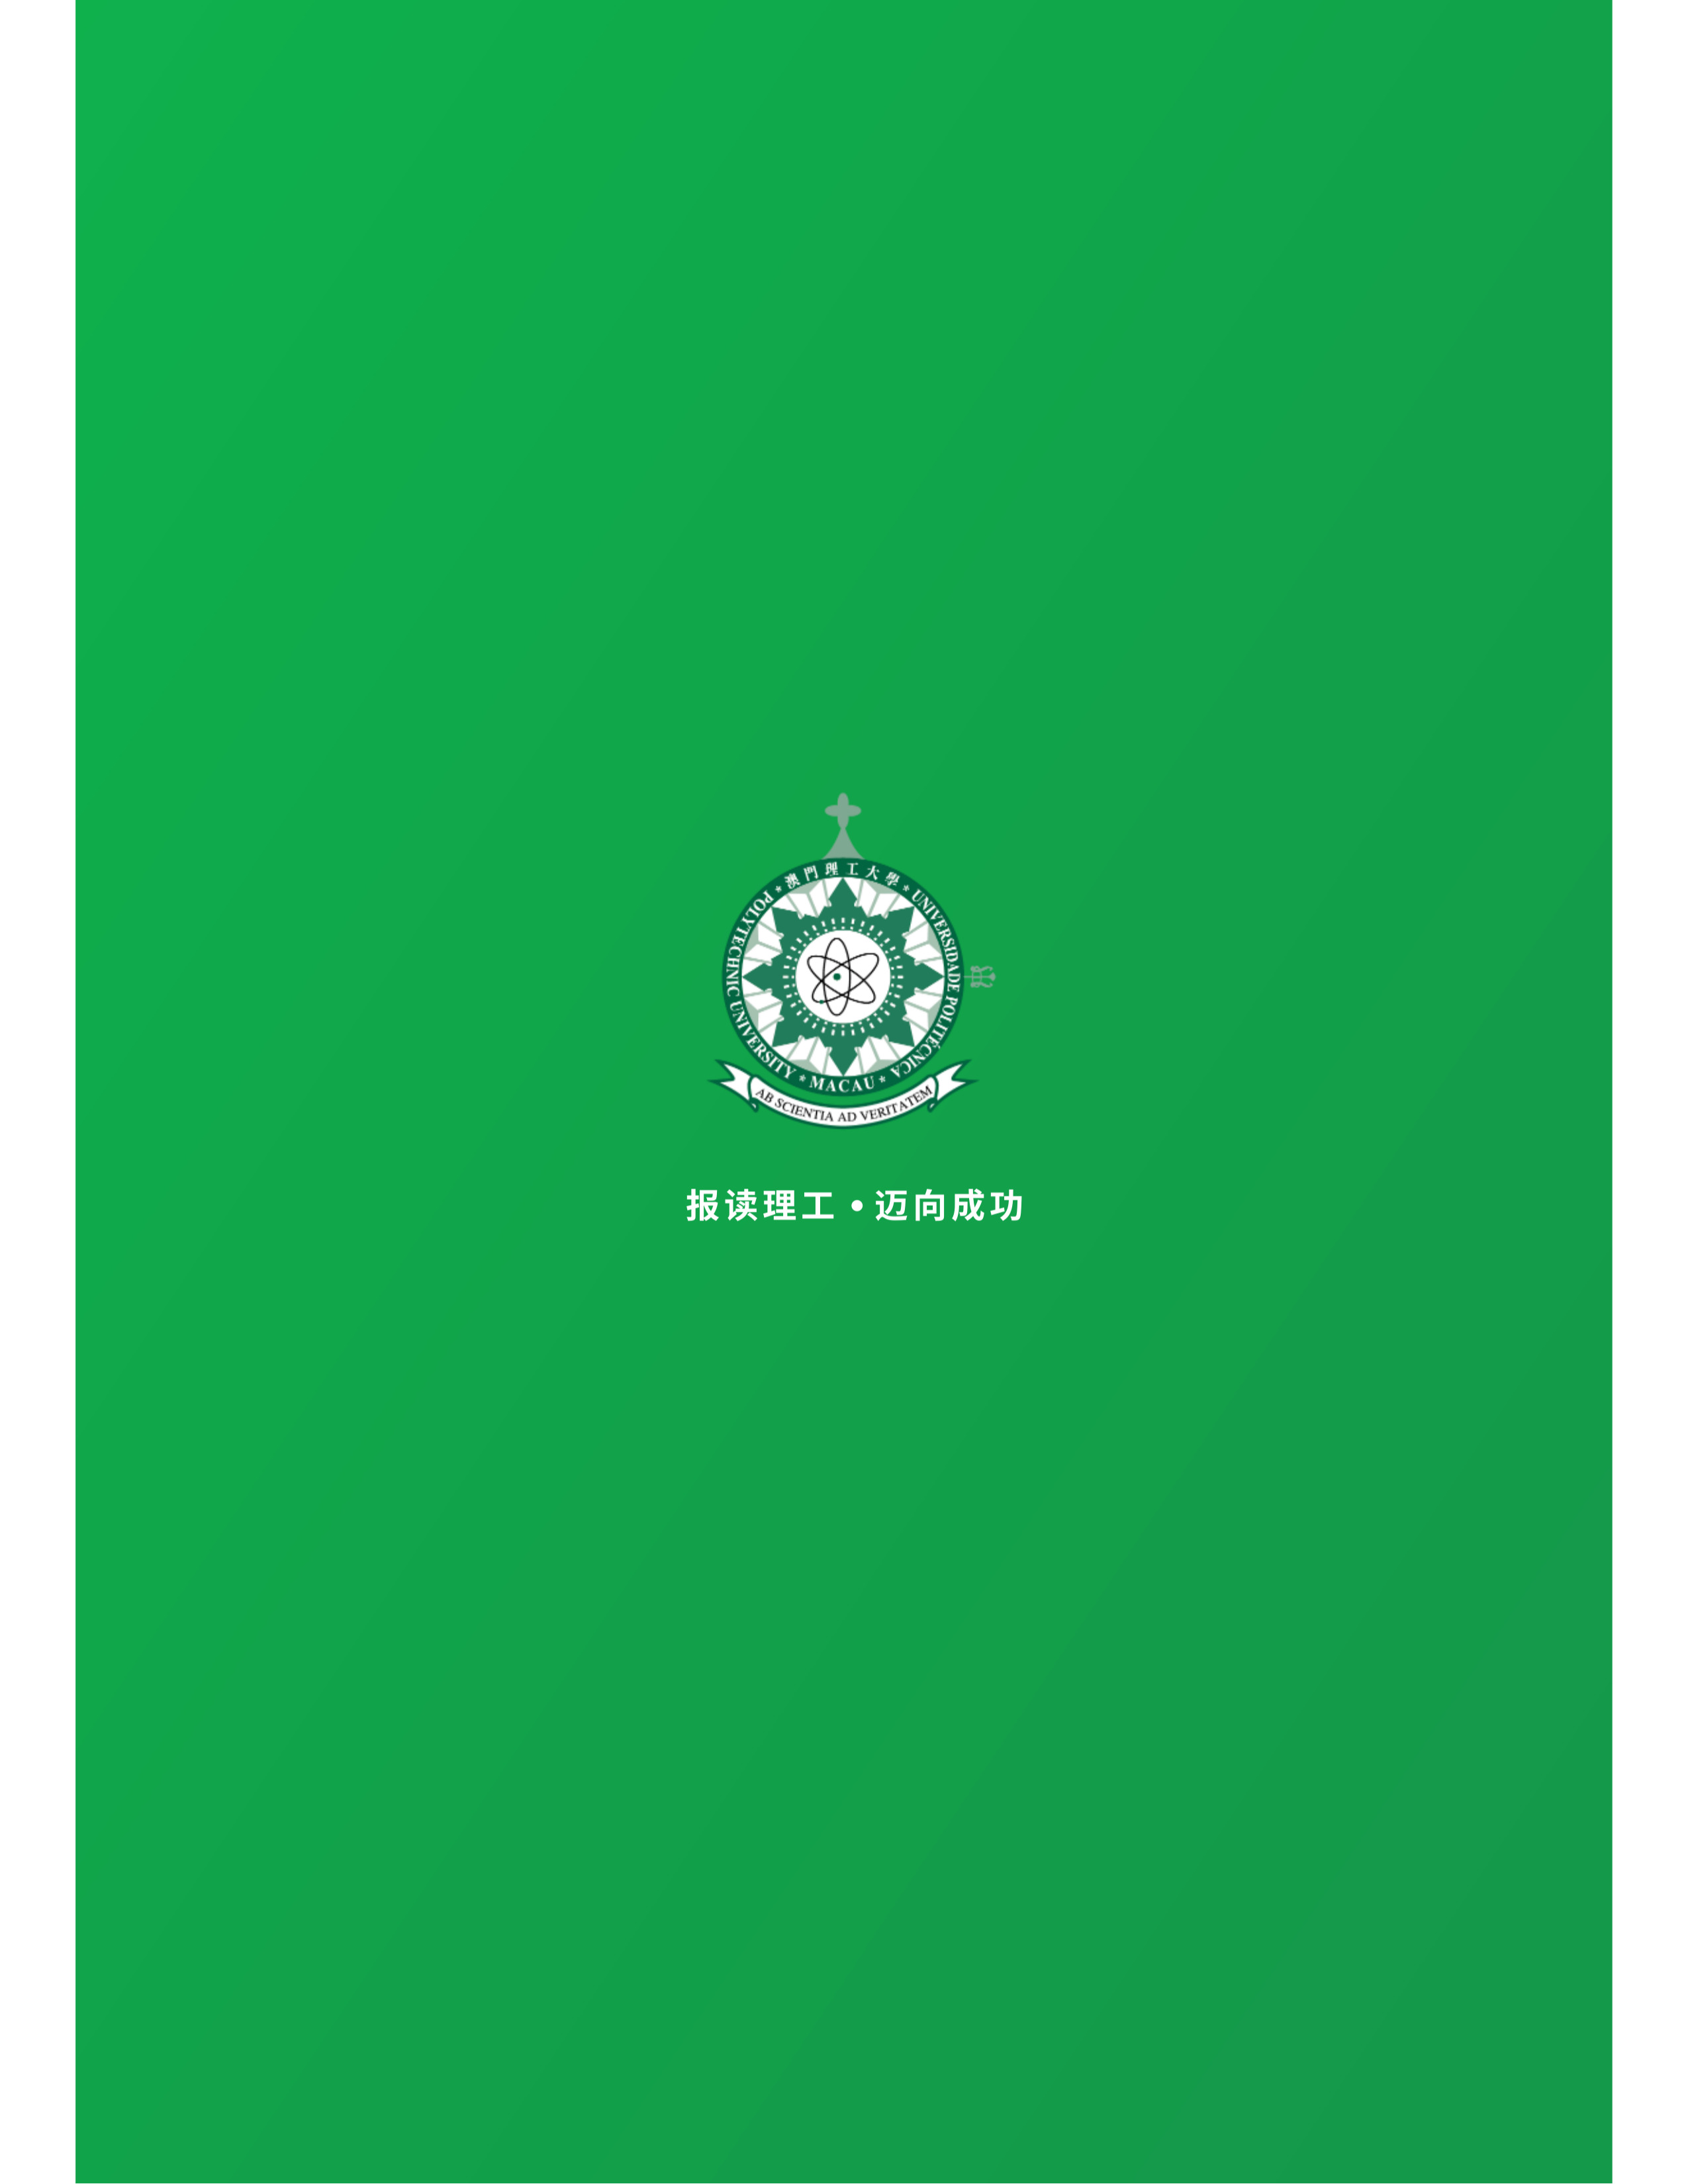 澳門理工大學 * UNIVERSIDADE POLITÉCNICA * MACAU * POLYTECHNIC UNIVERSITY *
AB SCIENTIA AD VERITATEM
报读理工•迈向成功